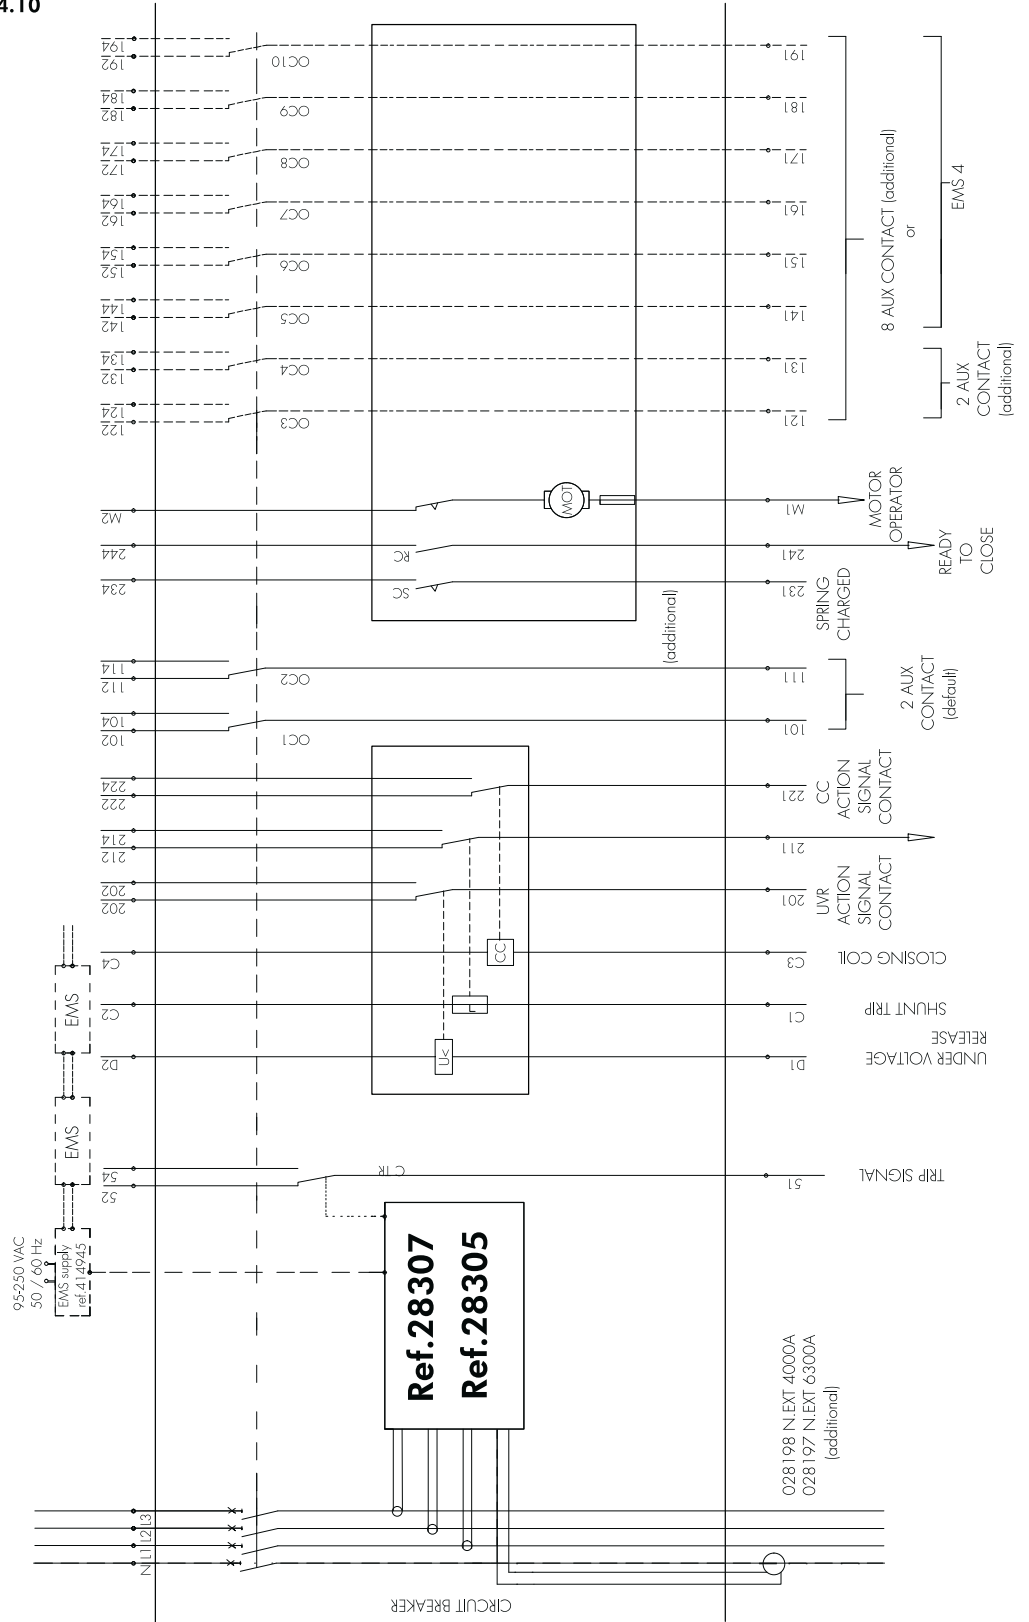 4.10
194
192
OC10
191
184
182
OC9
181
174
172
OC8
171
164
162
OC7
161
154
152
OC6
151
144
142
OC5
141
134
132
OC4
131
124
122
OC3
121
8 AUX CONTACT (additional)
or
EMS 4
2 AUX
CONTACT
(additional)
M2
MOT
M1
MOTOR
OPERATOR
244
RC
241
READY
TO
CLOSE
234
SC
231
SPRING
CHARGED
(additional)
114
112
OC2
111
104
102
OC1
101
2 AUX
CONTACT
(default)
224
222
221
CC
ACTION
SIGNAL
CONTACT
214
212
211
202
202
201
UVR
ACTION
SIGNAL
CONTACT
C4
CC
C3
CLOSING COIL
EMS
C2
L
C1
SHUNT TRIP
D2
U<
D1
UNDER VOLTAGE
RELEASE
EMS
54
52
CTR
51
TRIP SIGNAL
95-250 VAC
50 / 60 Hz
EMS supply
ref.414945
Ref.28307
Ref.28305
028198 N.EXT 4000A
028197 N.EXT 6300A
(additional)
L3
L2
L1
N
CIRCUIT BREAKER